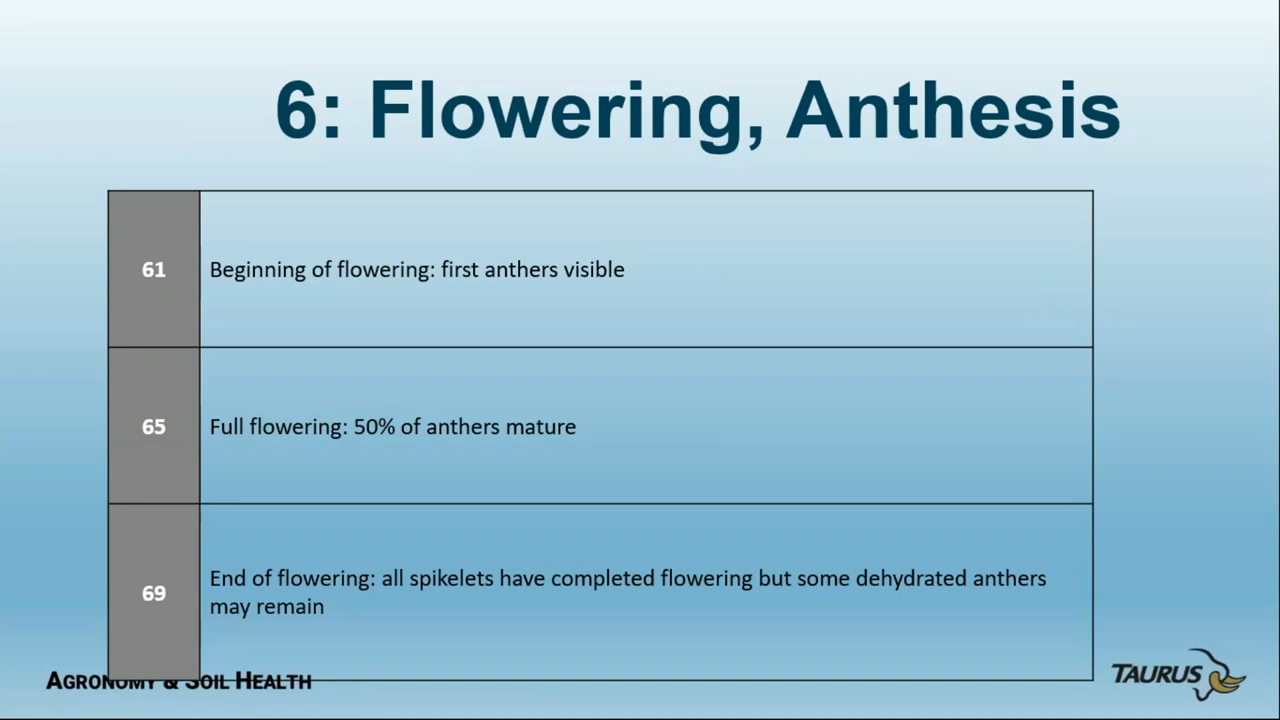 6: Flowering, Anthesis
61
Beginning of flowering: first anthers visible
65
Full flowering: 50% of anthers mature
69
End of flowering: all spikelets have completed flowering but some dehydrated anthers
may remain
AGRONOMY & SOIL HEALTH
TAURUS